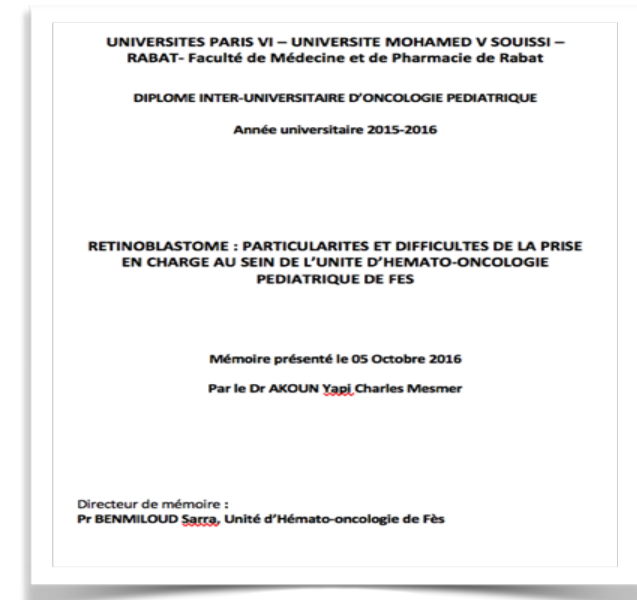 UNIVERSITES PARIS VI – UNIVERSITE MOHAMED V SOUISSI –
RABAT- Faculté de Médecine et de Pharmacie de Rabat
DIPLOME INTER-UNIVERSITAIRE D'ONCOLOGIE PEDIATRIQUE
Année universitaire 2015-2016
RETINOBLASTOME : PARTICULARITES ET DIFFICULTES DE LA PRISE
EN CHARGE AU SEIN DE L'UNITE D'HEMATO-ONCOLOGIE
PEDIATRIQUE DE FES
Mémoire présenté le 05 Octobre 2016
Par le Dr AKOUN Yapi Charles Mesmer
Directeur de mémoire :
Pr BENMILOUD Sarra, Unité d'Hémato-oncologie de Fès